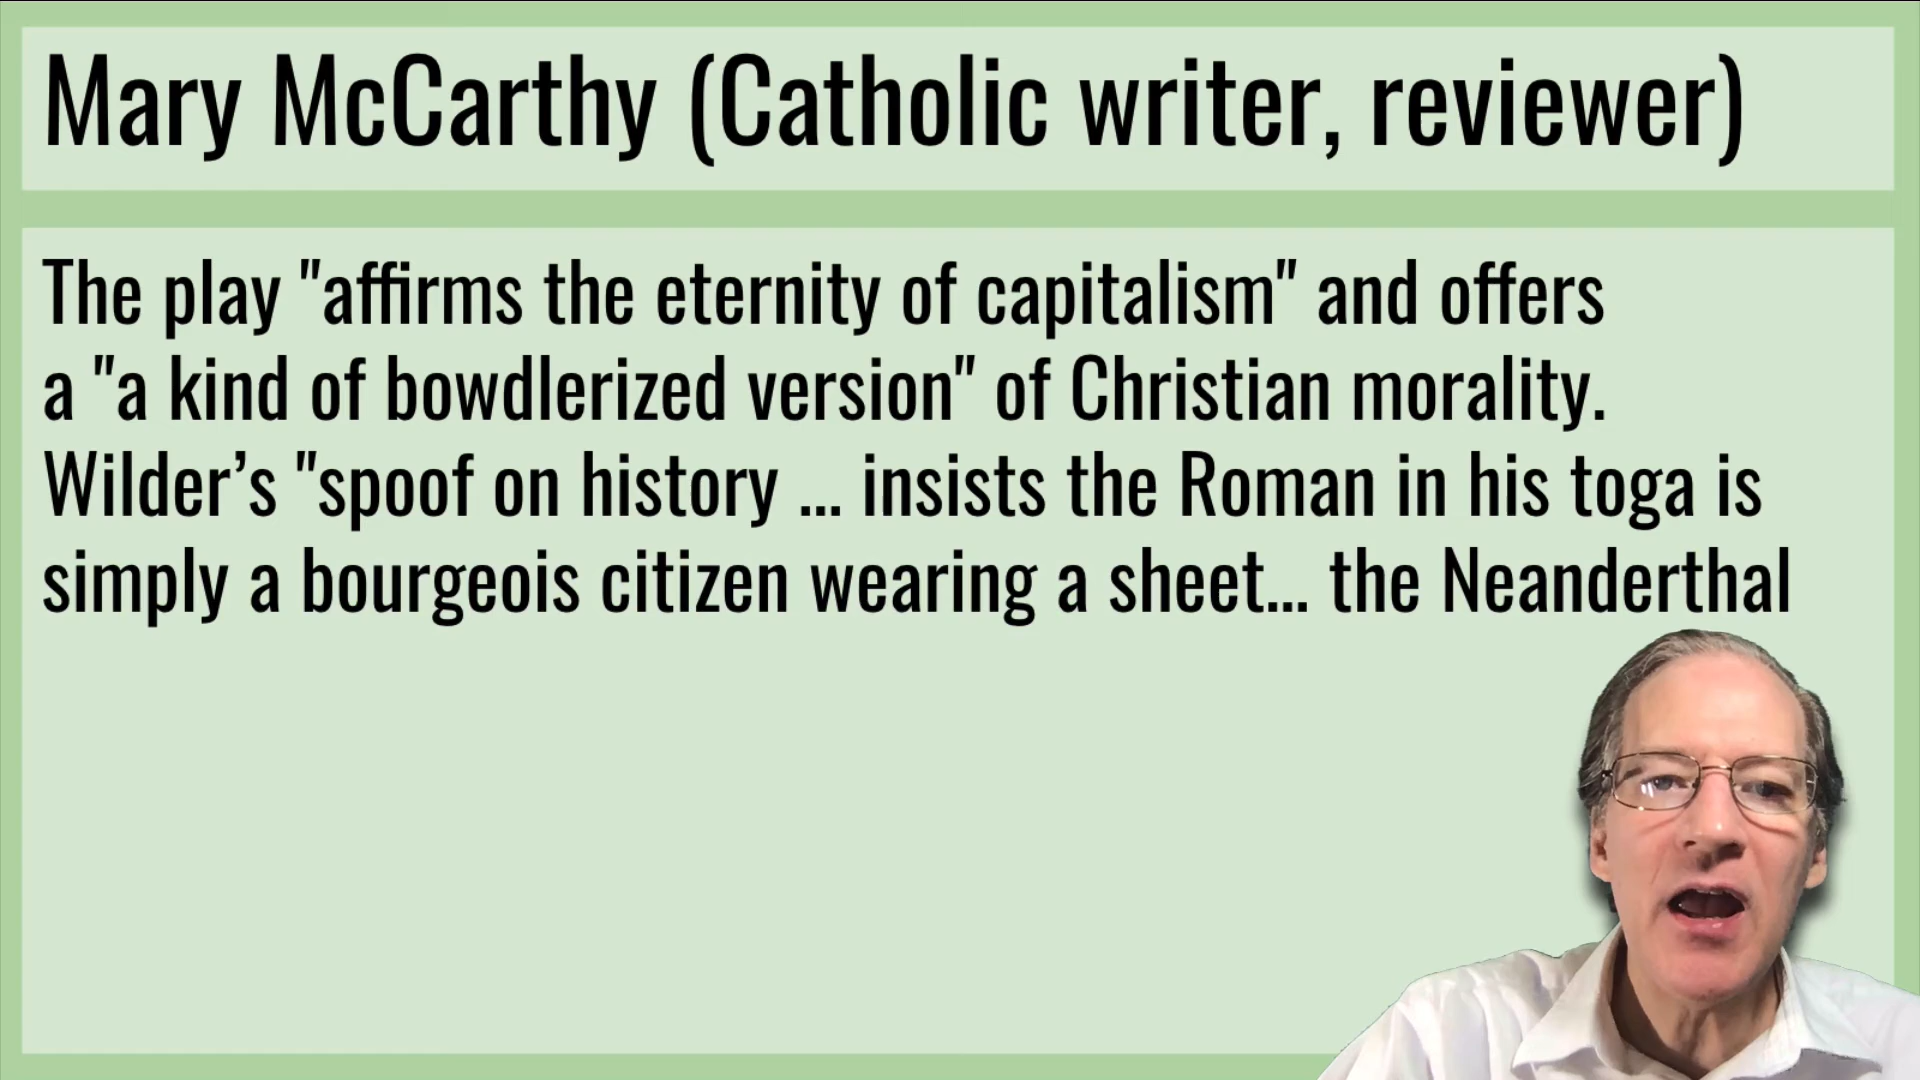 Mary McCarthy (Catholic writer, reviewer)
The play "affirms the eternity of capitalism" and offers
a "a kind of bowdlerized version" of Christian morality.
Wilder’s "spoof on history ... insists the Roman in his toga is
simply a bourgeois citizen wearing a sheet... the Neanderthal